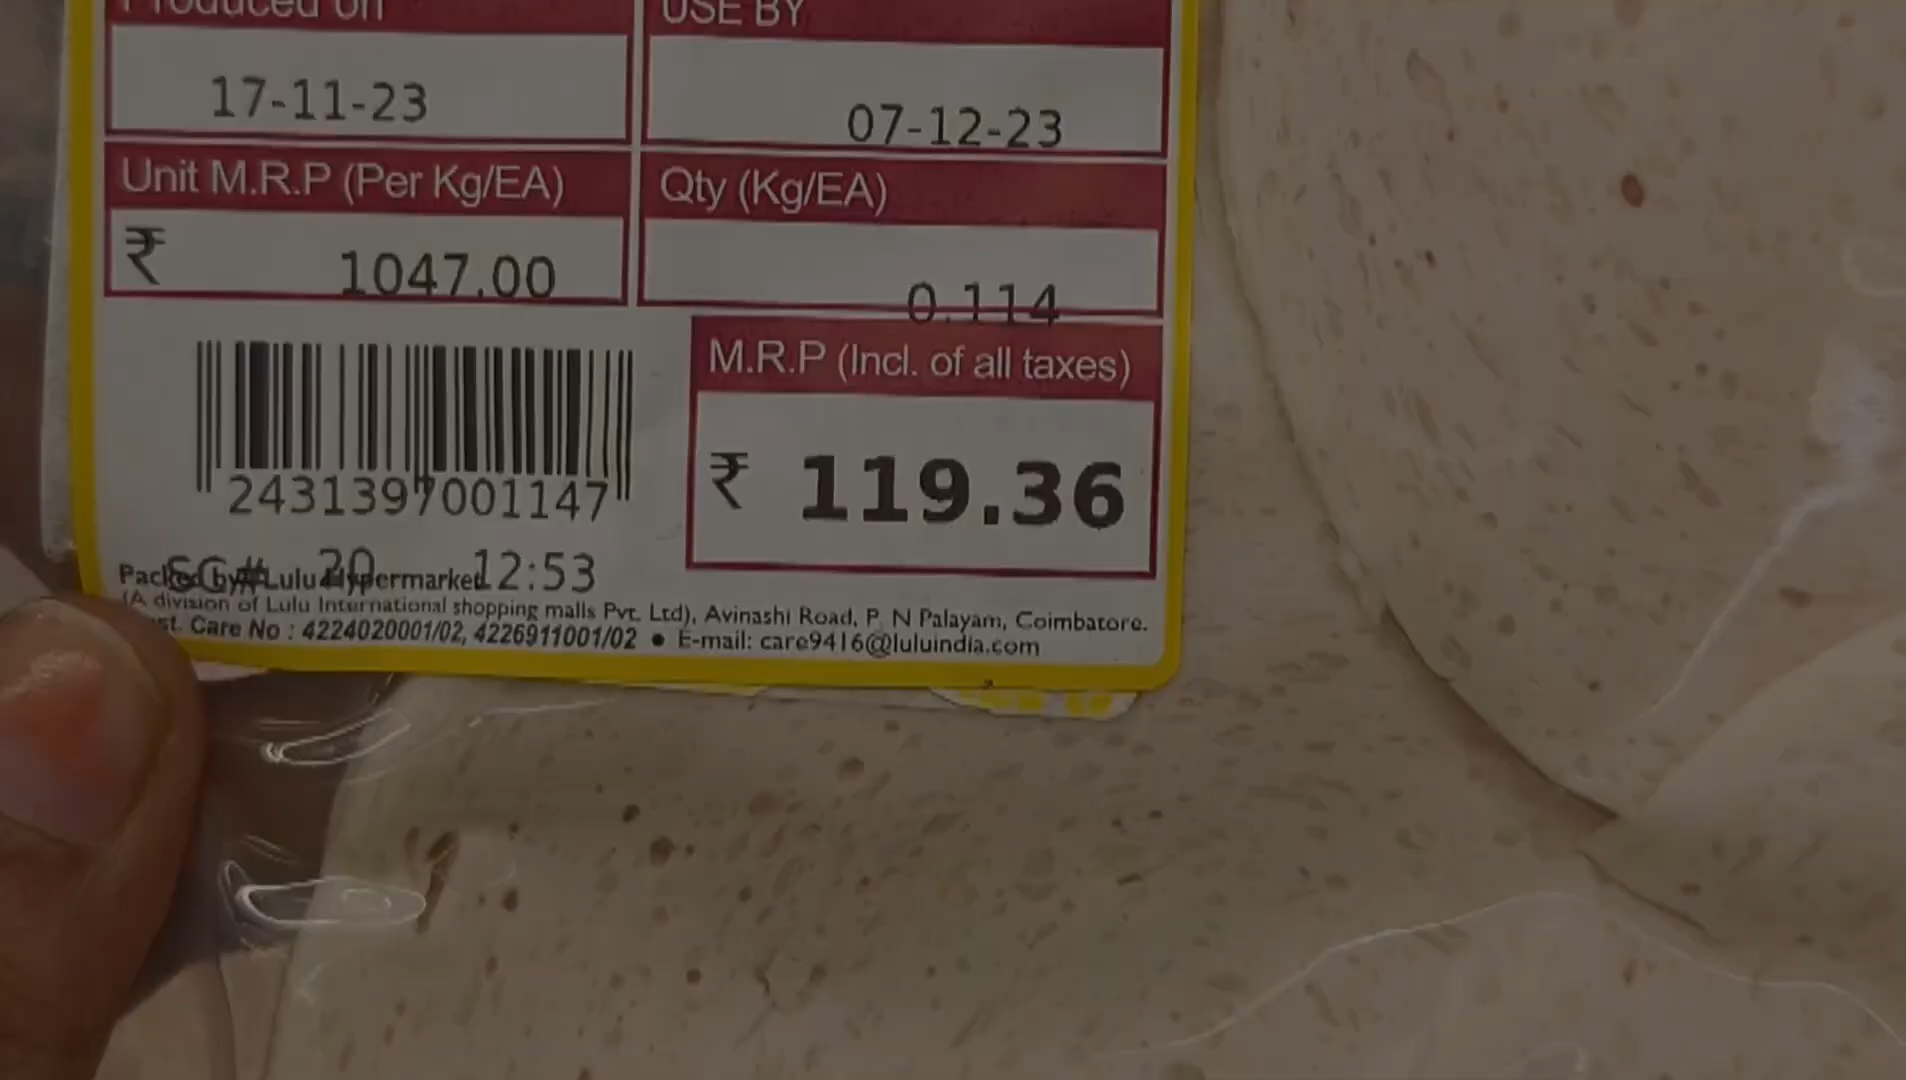 Produced on
USE BY
17-11-23
07-12-23
Unit M.R.P (Per Kg/EA)
Qty (Kg/EA)
₹ 1047.00
0.114
M.R.P (Incl. of all taxes)
₹ 119.36
2431397001147
SC# 20 12:53
Packed by : Lulu Hypermarket
(A division of Lulu International shopping malls Pvt. Ltd), Avinashi Road, P N Palayam, Coimbatore.
Care No : 4224020001/02, 4226911001/02 ● E-mail: care9416@luluindia.com